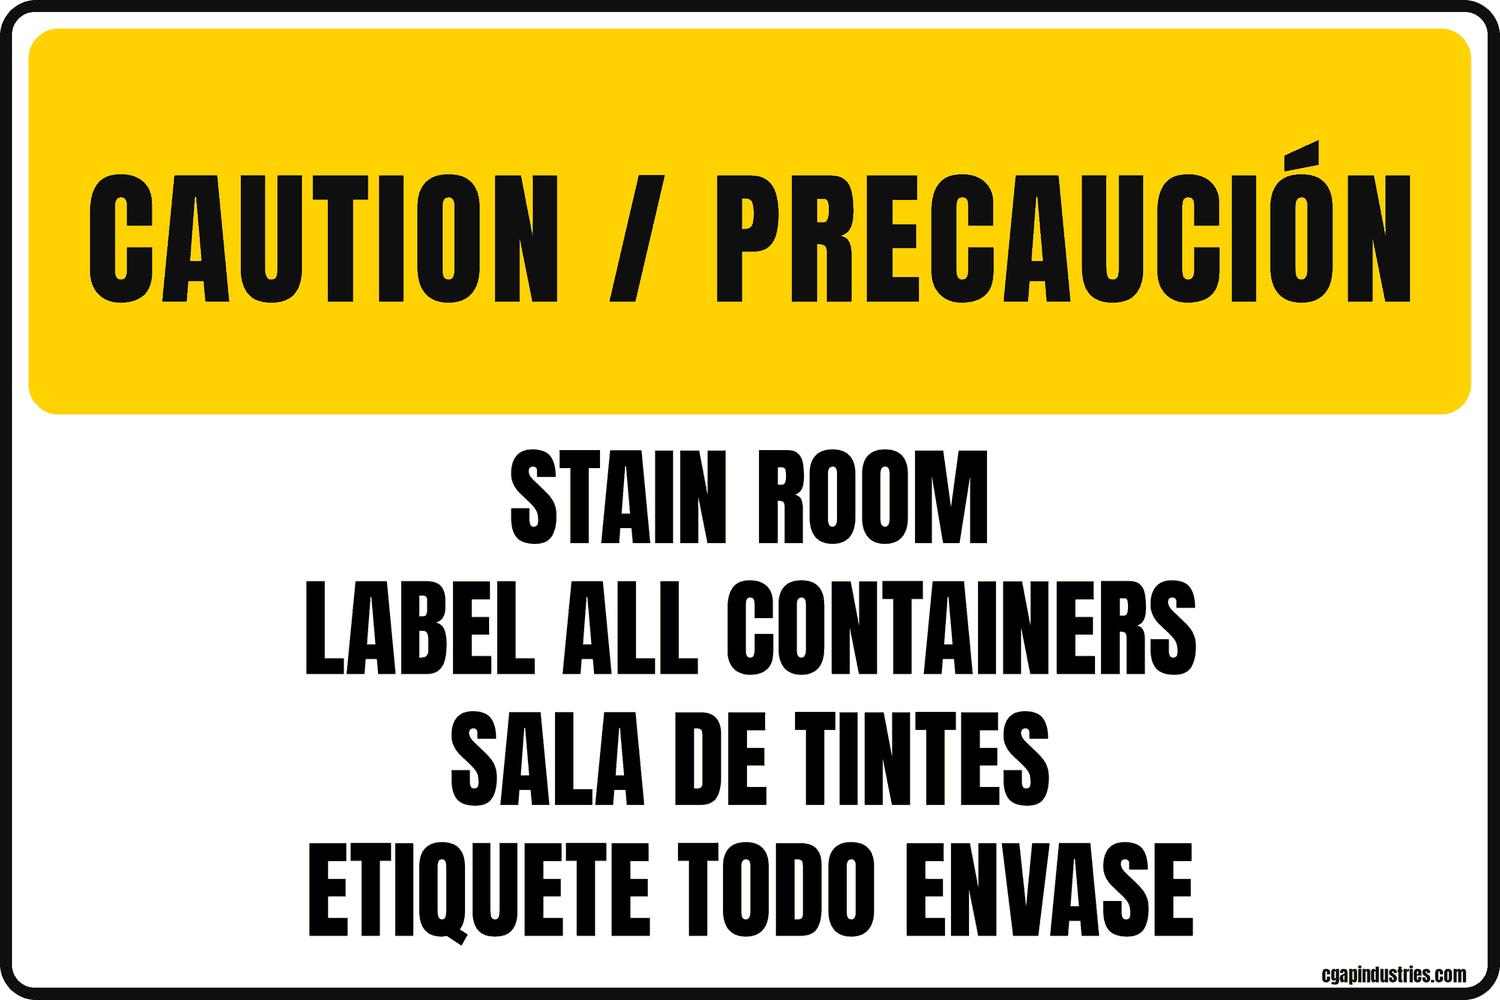 CAUTION / PRECAUCIÓN
STAIN ROOM
LABEL ALL CONTAINERS
SALA DE TINTES
ETIQUETE TODO ENVASE
cgapindustries.com